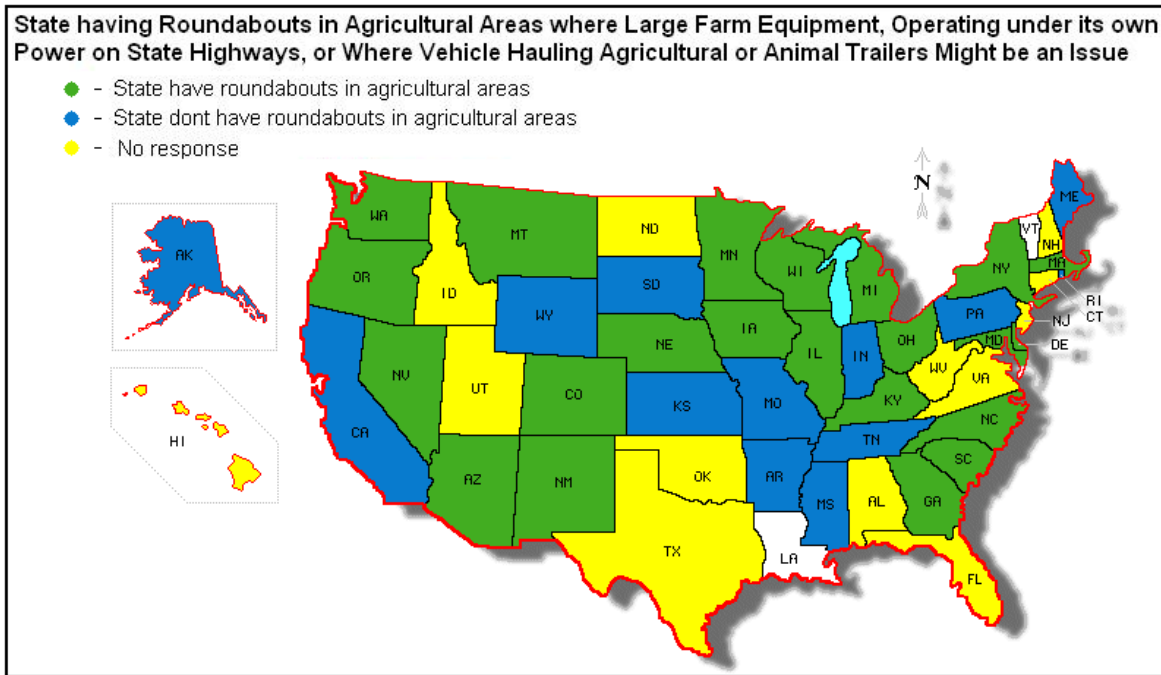 State having Roundabouts in Agricultural Areas where Large Farm Equipment, Operating under its own
Power on State Highways, or Where Vehicle Hauling Agricultural or Animal Trailers Might be an Issue
- State have roundabouts in agricultural areas
- State dont have roundabouts in agricultural areas
- No response
N
AK
HI
WA
OR
CA
NV
ID
MT
WY
UT
AZ
CO
NM
ND
SD
NE
KS
OK
TX
MN
IA
MO
AR
LA
WI
IL
MI
IN
OH
KY
TN
MS
AL
GA
FL
SC
NC
VA
WV
MD
PA
NY
VT
NH
ME
MA
RI
CT
NJ
DE